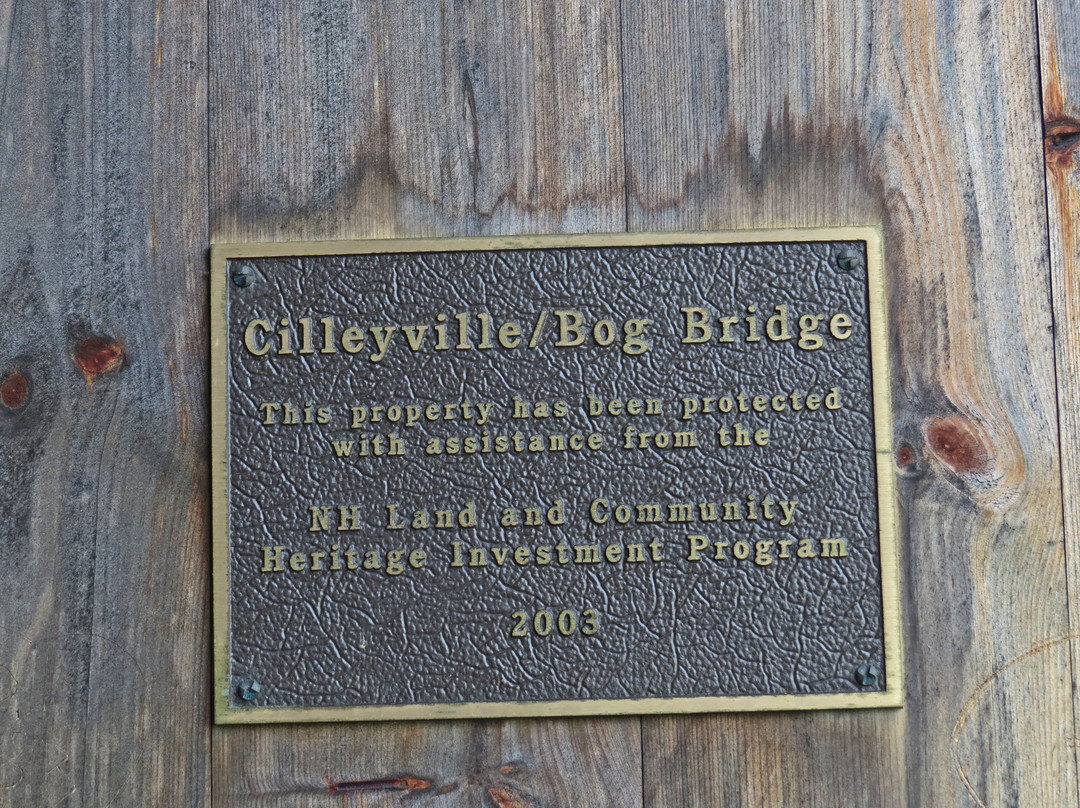 Cilleyville/Bog Bridge
This property has been protected
with assistance from the
NH Land and Community
Heritage Investment Program
2003